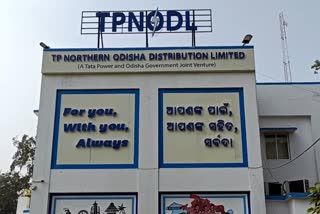 TPNODL
TP NORTHERN ODISHA DISTRIBUTION LIMITED
(A Tata Power and Odisha Government Joint Venture)
For you,
With you,
Always
ଆପଣଙ୍କ ପାଇଁ,
ଆପଣଙ୍କ ସହିତ,
ସର୍ବଦା